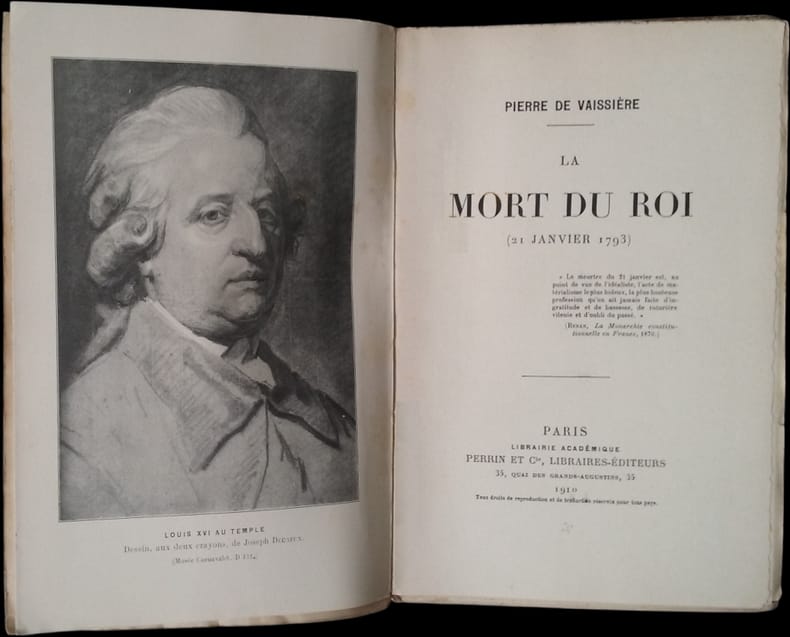 LOUIS XVI AU TEMPLE
Dessin, aux deux crayons, de Joseph DUCREUX.
(Musée Carnavalet.
PIERRE DE VAISSIÈRE
LA
MORT DU ROI
(21 JANVIER 1793)
« Le meurtre du 21 janvier est, au
point de vue de l'idéaliste, l'acte de ma-
térialisme le plus hideux, la plus honteuse
profession qu'on ait jamais faite d'in-
gratitude et de bassesse, de roturière
vilenie et d'oubli du passé. »
(RENAN, La Monarchie constitu-
tionnelle en France, 1870.)
PARIS
LIBRAIRIE ACADÉMIQUE
PERRIN ET Cie, LIBRAIRES-ÉDITEURS
35, QUAI DES GRANDS-AUGUSTINS, 35
1910
Tous droits de reproduction et de traduction réservés pour tous pays.